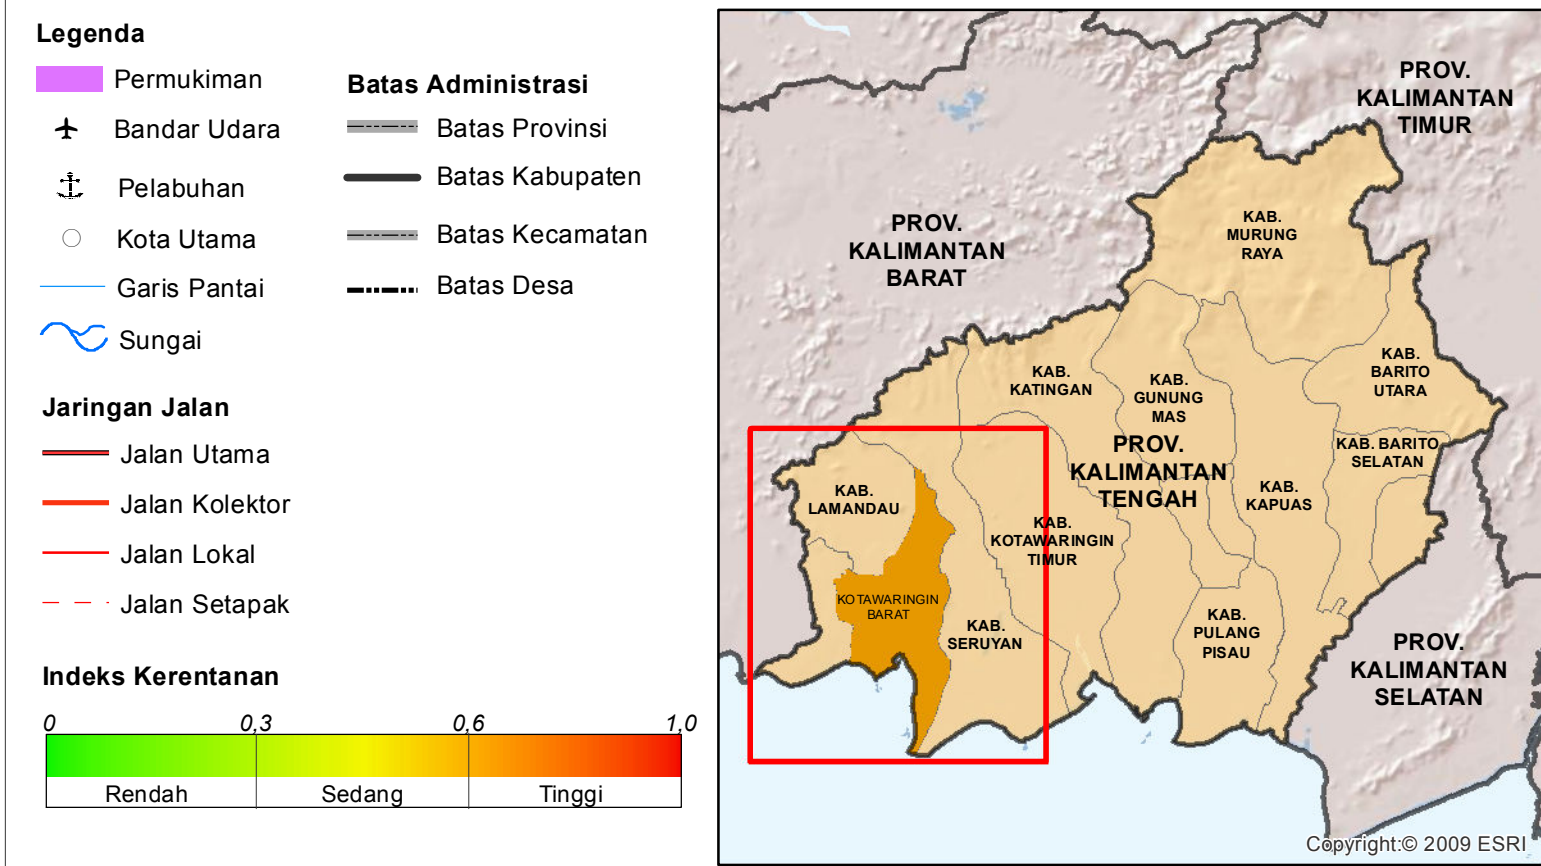 Legenda
Permukiman
Bandar Udara
Pelabuhan
Kota Utama
Garis Pantai
Sungai
Batas Administrasi
Batas Provinsi
Batas Kabupaten
Batas Kecamatan
Batas Desa
Jaringan Jalan
Jalan Utama
Jalan Kolektor
Jalan Lokal
Jalan Setapak
Indeks Kerentanan
0 0,3 0,6 1,0
Rendah Sedang Tinggi
PROV.
KALIMANTAN
TIMUR
PROV.
KALIMANTAN
BARAT
KAB.
MURUNG
RAYA
KAB.
BARITO
UTARA
KAB.
KATINGAN
KAB.
GUNUNG
MAS
PROV.
KALIMANTAN
TENGAH
KAB. BARITO
SELATAN
KAB.
LAMANDAU
KAB.
KAPUAS
KAB.
KOTAWARINGIN
TIMUR
KOTAWARINGIN
BARAT
KAB.
SERUYAN
KAB.
PULANG
PISAU
PROV.
KALIMANTAN
SELATAN
Copyright:© 2009 ESRI